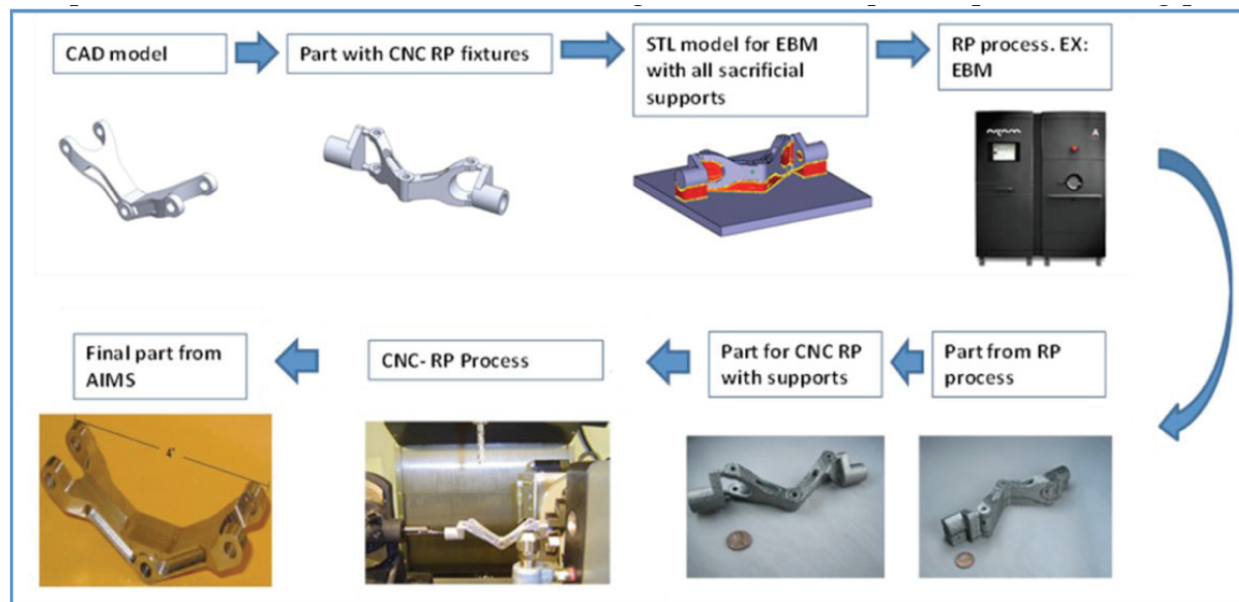 CAD model
Part with CNC RP fixtures
STL model for EBM
with all sacrificial
supports
RP process. EX:
EBM
Final part from
AIMS
CNC- RP Process
Part for CNC RP
with supports
Part from RP
process
4"